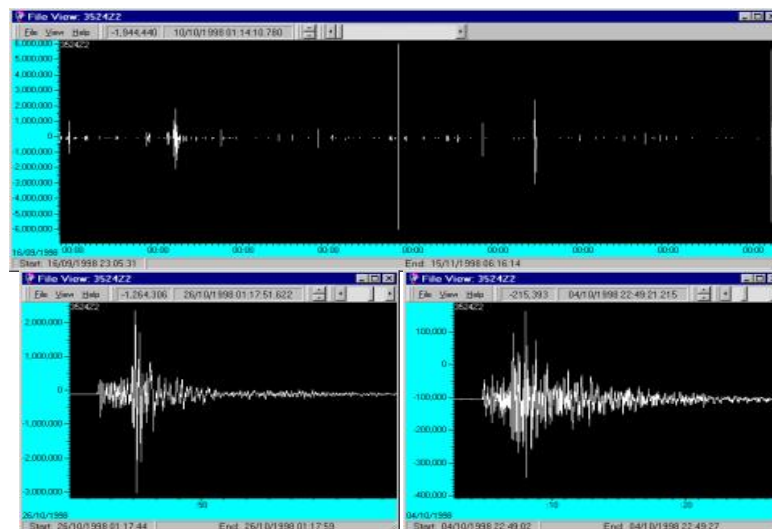 File View: 3524Z2
File View Help -1,944,440 10/10/1998 01:14:10.780
3524Z2
6,000,000
5,000,000
4,000,000
3,000,000
2,000,000
1,000,000
0
-1,000,000
-2,000,000
-3,000,000
-4,000,000
-5,000,000
-6,000,000
16/09/1998 00:00 00:00 00:00 00:00 00:00 00:00 00:00 00:00
Start: 16/09/1998 23:05:31 End: 15/11/1998 06:16:14
File View: 3524Z2
File View Help -1,264,306 26/10/1998 01:17:51.622
3524Z2
2,000,000
1,000,000
0
-1,000,000
-2,000,000
-3,000,000
:50
26/10/1998
Start: 26/10/1998 01:17:44 End: 26/10/1998 01:17:59
File View: 3524Z2
File View Help -215,393 04/10/1998 22:49:21.215
3524Z2
100,000
0
-100,000
-200,000
-300,000
-400,000
:10 :20
04/10/1998
Start: 04/10/1998 22:49:02 End: 04/10/1998 22:49:27